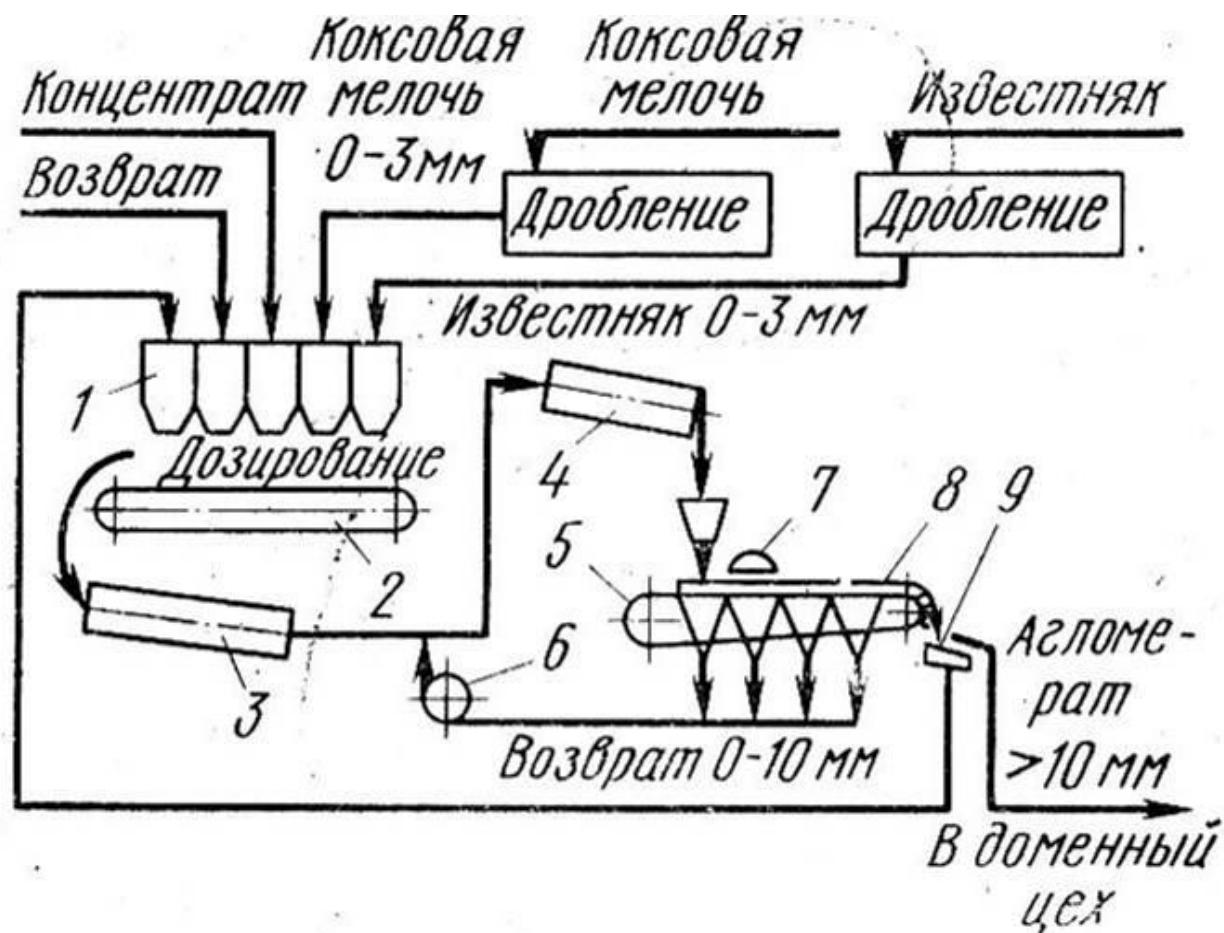 Коксовая
мелочь
0-3мм
Коксовая
мелочь
Известняк
Концентрат
Возврат
Дробление
Дробление
Известняк 0-3 мм
1
Дозирование
2
3
4
5
6
7
8
9
Возврат 0-10 мм
Агломе-
рат
>10 мм
В доменный
цех